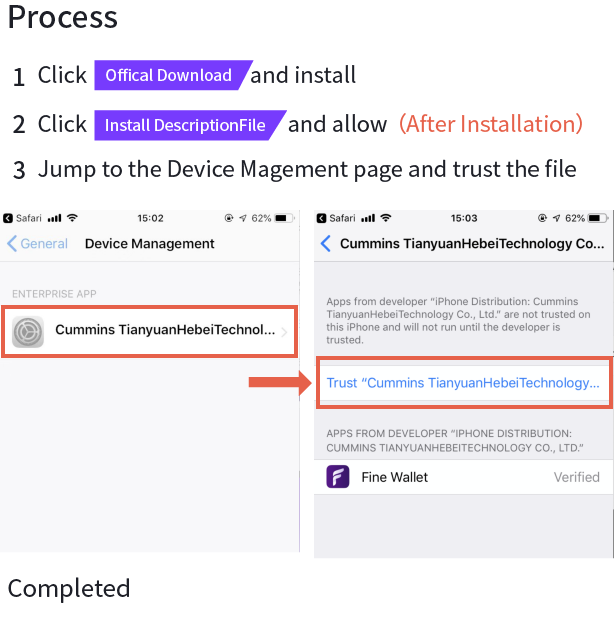 Process
1 Click Offical Download and install
2 Click Install DescriptionFile and allow (After Installation)
3 Jump to the Device Magement page and trust the file
Safari 15:02 62%
General Device Management
ENTERPRISE APP
Cummins TianyuanHebeiTechnol...
Safari 15:03 62%
Cummins TianyuanHebeiTechnology Co...
Apps from developer “iPhone Distribution: Cummins
TianyuanHebeiTechnology Co., Ltd.” are not trusted on
this iPhone and will not run until the developer is
trusted.
Trust “Cummins TianyuanHebeiTechnology...
APPS FROM DEVELOPER “IPHONE DISTRIBUTION:
CUMMINS TIANYUANHEBEITECHNOLOGY CO., LTD.”
Fine Wallet Verified
Completed